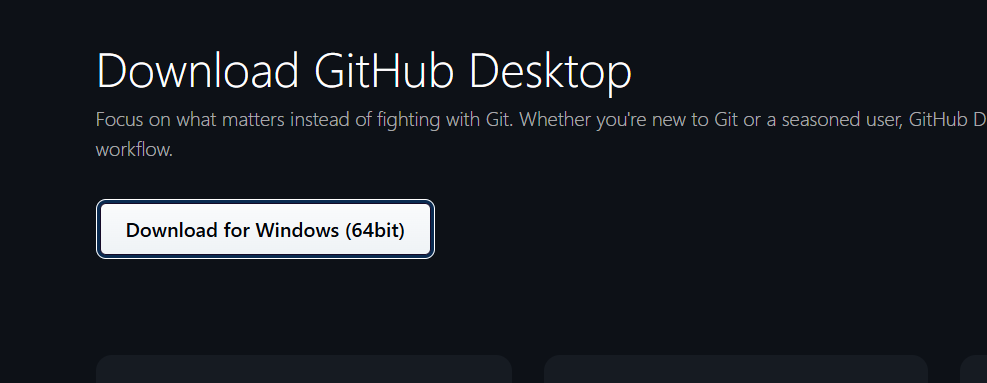 Download GitHub Desktop
Focus on what matters instead of fighting with Git. Whether you're new to Git or a seasoned user, GitHub D
workflow.
Download for Windows (64bit)